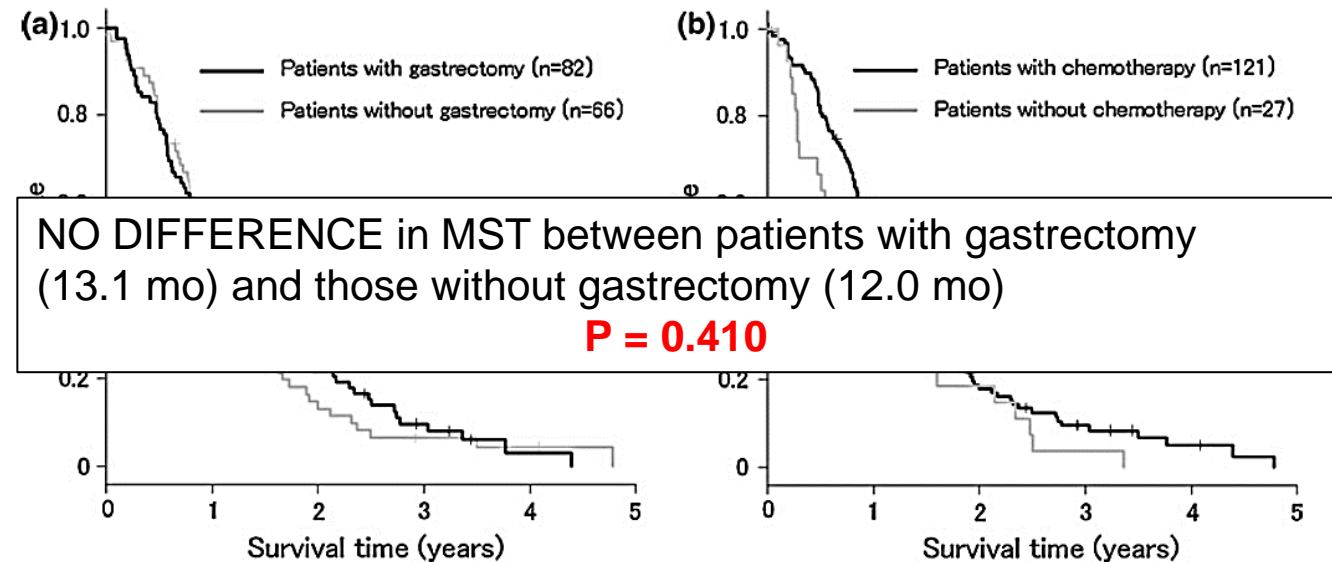 (a)
1.0
Patients with gastrectomy (n=82)
Patients without gastrectomy (n=66)
0.8
(b)
1.0
Patients with chemotherapy (n=121)
Patients without chemotherapy (n=27)
0.8
NO DIFFERENCE in MST between patients with gastrectomy
(13.1 mo) and those without gastrectomy (12.0 mo)
P = 0.410
0.2
0
0 1 2 3 4 5
Survival time (years)
0.2
0
0 1 2 3 4 5
Survival time (years)